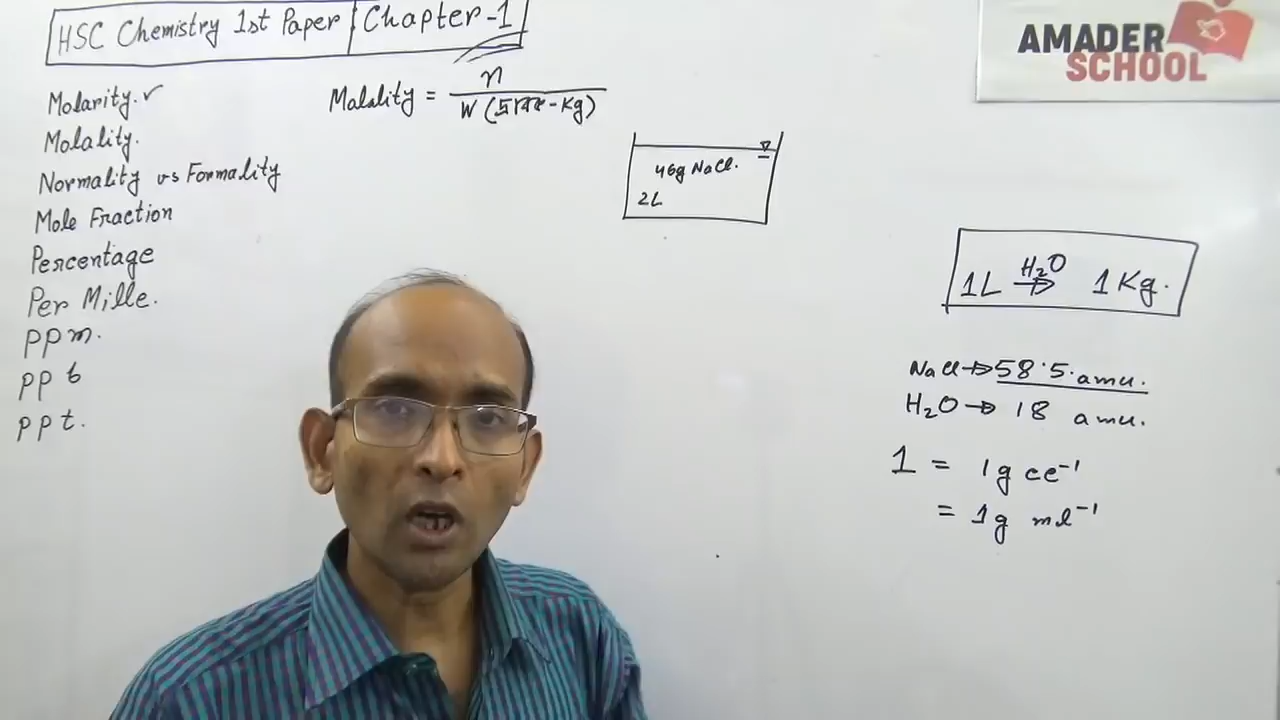 HSC Chemistry 1st Paper | Chapter-1
AMADER
SCHOOL
Molarity. ✓
Molality.
Normality vs Formality
Mole Fraction
Percentage
Per Mille.
ppm.
ppb
ppt.
Molality = n
W (দ্রাবক - Kg)
46g NaCl.
2L
1L H₂O → 1 Kg.
NaCl → 58.5 amu.
H₂O → 18 amu.
1 = 1g cc⁻¹
= 1g ml⁻¹